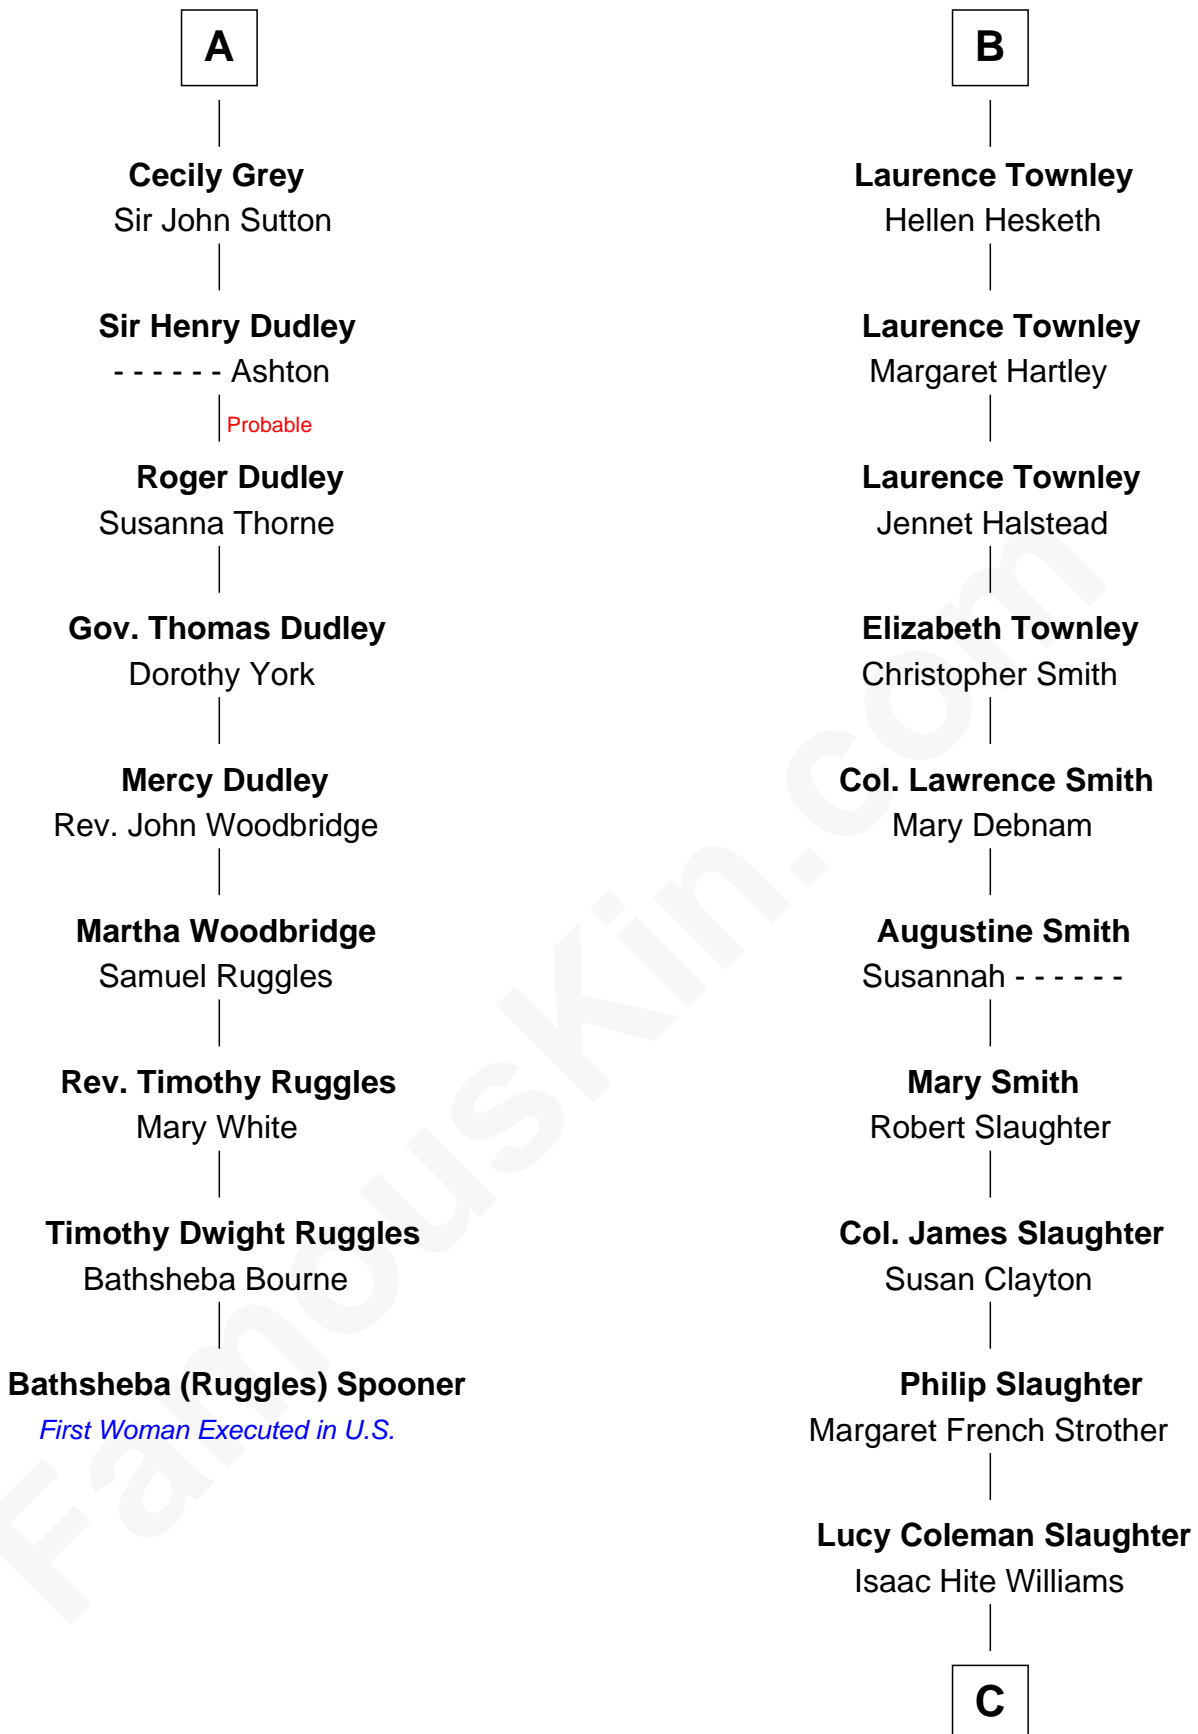 A
Cecily Grey
Sir John Sutton
Sir Henry Dudley
- - - - - - Ashton
Probable
Roger Dudley
Susanna Thorne
Gov. Thomas Dudley
Dorothy York
Mercy Dudley
Rev. John Woodbridge
Martha Woodbridge
Samuel Ruggles
Rev. Timothy Ruggles
Mary White
Timothy Dwight Ruggles
Bathsheba Bourne
Bathsheba (Ruggles) Spooner
First Woman Executed in U.S.
B
Laurence Townley
Hellen Hesketh
Laurence Townley
Margaret Hartley
Laurence Townley
Jennet Halstead
Elizabeth Townley
Christopher Smith
Col. Lawrence Smith
Mary Debnam
Augustine Smith
Susannah - - - - - -
Mary Smith
Robert Slaughter
Col. James Slaughter
Susan Clayton
Philip Slaughter
Margaret French Strother
Lucy Coleman Slaughter
Isaac Hite Williams
C
FamousKin.com